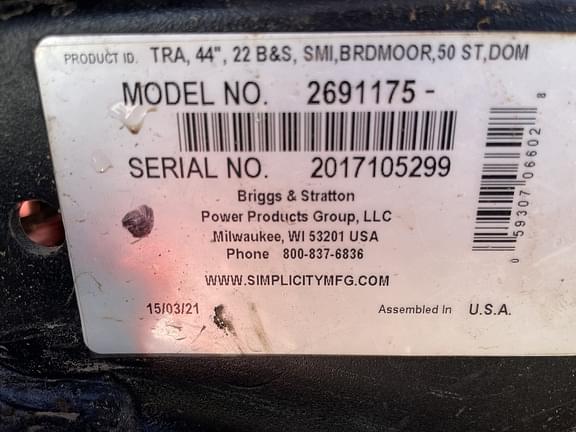 PRODUCT ID. TRA, 44", 22 B&S, SMI,BRDMOOR,50 ST,DOM
MODEL NO. 2691175 -
SERIAL NO. 2017105299
Briggs & Stratton
Power Products Group, LLC
Milwaukee, WI 53201 USA
Phone 800-837-6836
WWW.SIMPLICITYMFG.COM
15/03/21 Assembled In U.S.A.
0 59307 06602 8